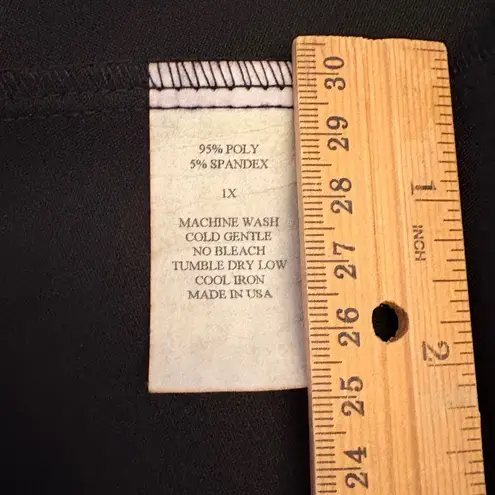 95% POLY
5% SPANDEX
1X
MACHINE WASH
COLD GENTLE
NO BLEACH
TUMBLE DRY LOW
COOL IRON
MADE IN USA
30
29
28
27
26
25
24
1
INCH
2